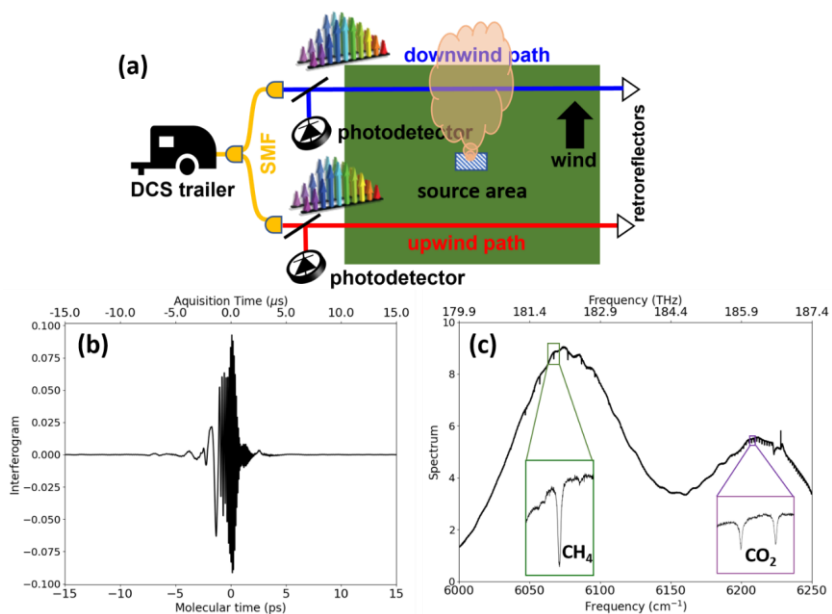 (a)
downwind path
SMF
photodetector
wind
DCS trailer
source area
retroreflectors
upwind path
photodetector
Aquisition Time (μs)
-15.0 -10.0 -5.0 0.0 5.0 10.0 15.0
(b)
0.100
0.075
0.050
0.025
0.000
-0.025
-0.050
-0.075
-0.100
Interferogram
-15 -10 -5 0 5 10 15
Molecular time (ps)
Frequency (THz)
179.9 181.4 182.9 184.4 185.9 187.4
(c)
10
8
6
4
2
0
Spectrum
CH4
CO2
6000 6050 6100 6150 6200 6250
Frequency (cm⁻¹)